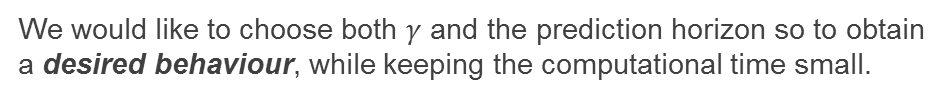 We would like to choose both γ and the prediction horizon so to obtain
a desired behaviour, while keeping the computational time small.